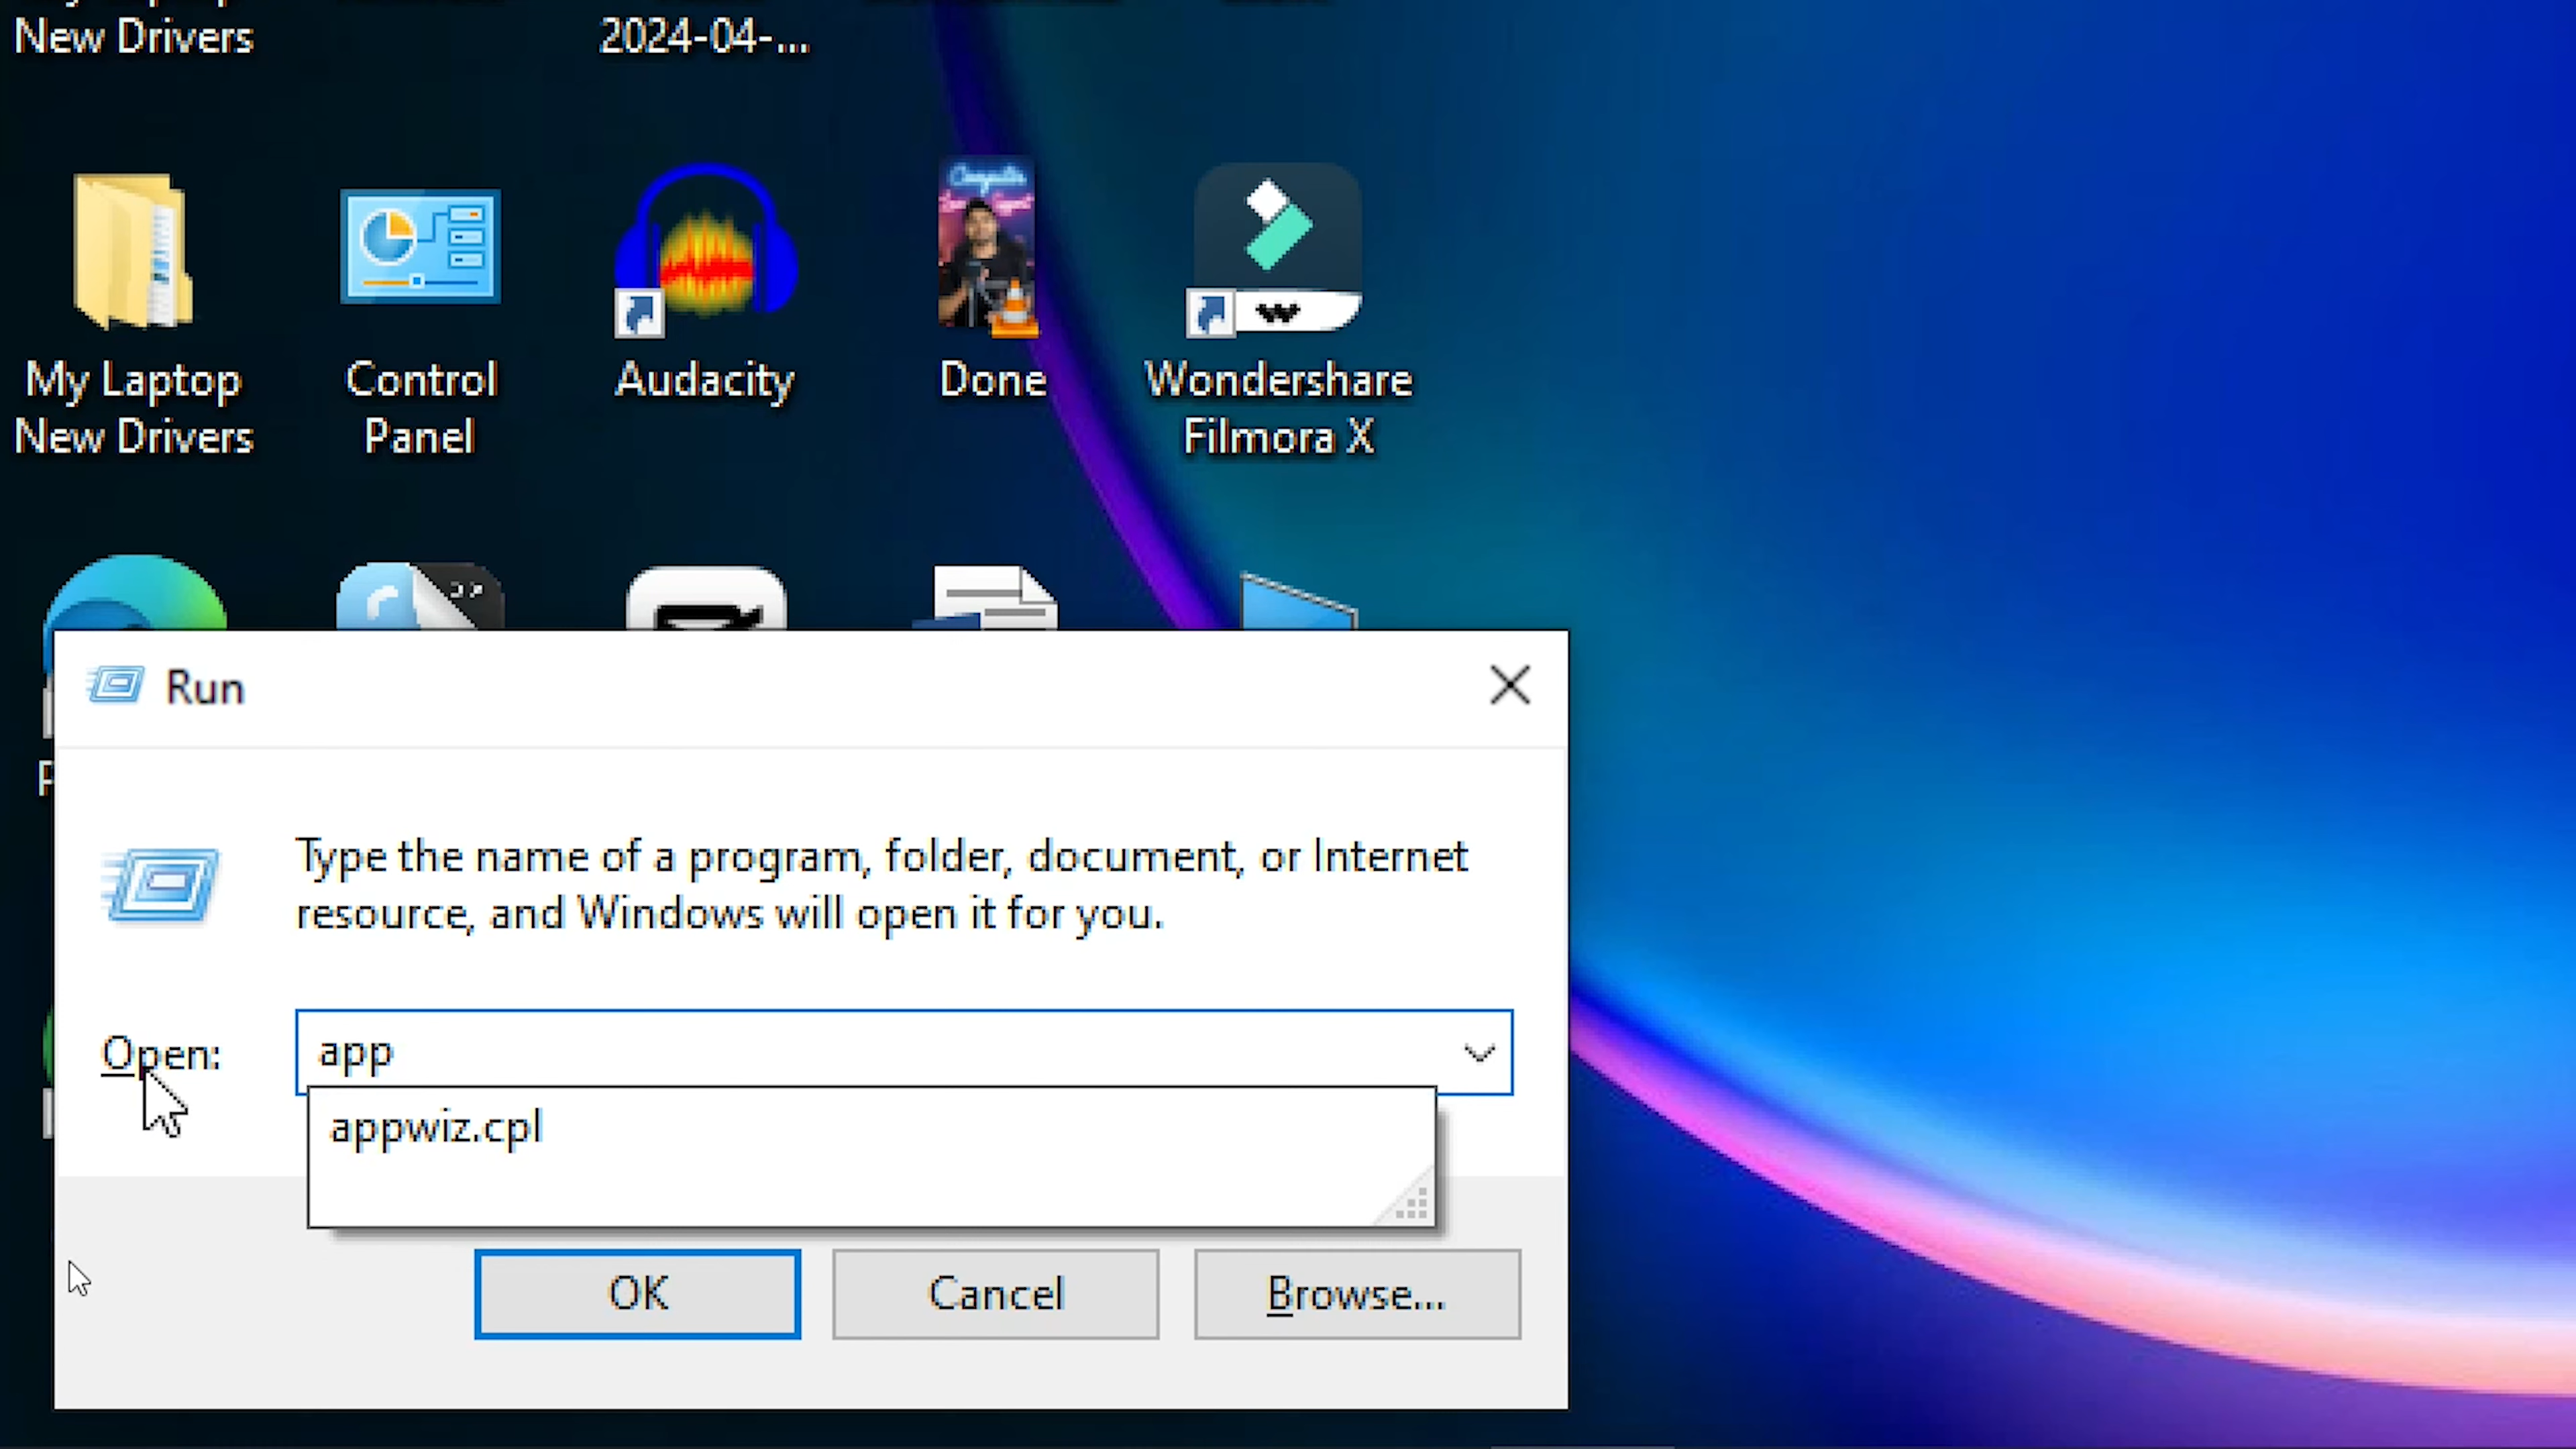 New Drivers
2024-04-...
My Laptop
New Drivers
Control
Panel
Audacity
Done
Wondershare
Filmora X
Run
Type the name of a program, folder, document, or Internet
resource, and Windows will open it for you.
Open:
app
appwiz.cpl
OK
Cancel
Browse...